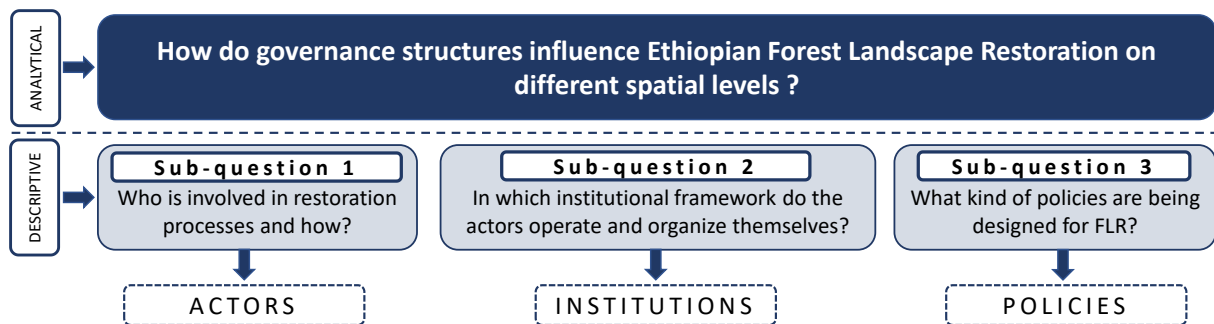 ANALYTICAL
How do governance structures influence Ethiopian Forest Landscape Restoration on
different spatial levels ?
DESCRIPTIVE
Sub-question 1
Who is involved in restoration
processes and how?
Sub-question 2
In which institutional framework do the
actors operate and organize themselves?
Sub-question 3
What kind of policies are being
designed for FLR?
ACTORS
INSTITUTIONS
POLICIES